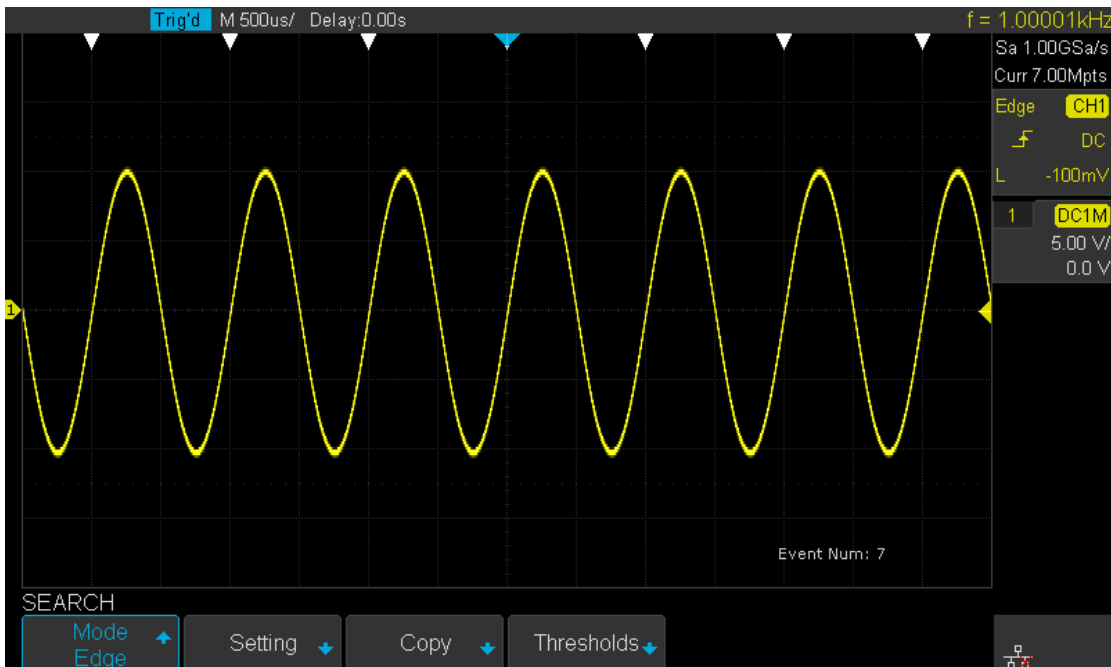 Trig'd M 500us/ Delay:0.00s f = 1.00001kHz
Sa 1.00GSa/s
Curr 7.00Mpts
Edge CH1
DC
L -100mV
1 DC1M
5.00 V/
0.0 V
1
Event Num: 7
SEARCH
Mode Setting Copy Thresholds
Edge